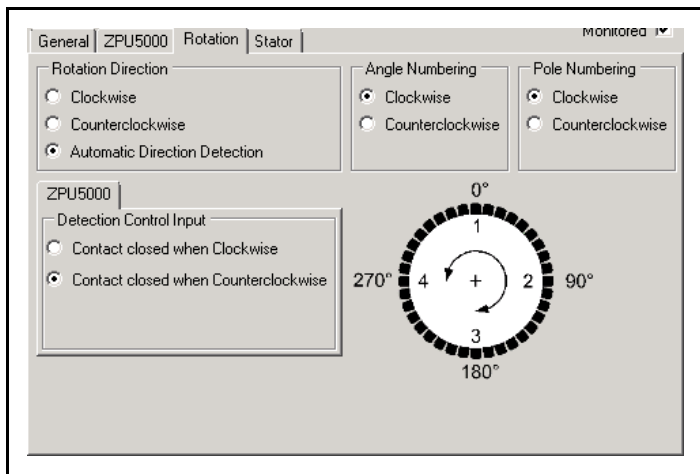 Monitored
General ZPU5000 Rotation Stator
Rotation Direction
Clockwise
Counterclockwise
Automatic Direction Detection
Angle Numbering
Clockwise
Counterclockwise
Pole Numbering
Clockwise
Counterclockwise
ZPU5000
Detection Control Input
Contact closed when Clockwise
Contact closed when Counterclockwise
0°
1
270° 4 + 2 90°
3
180°